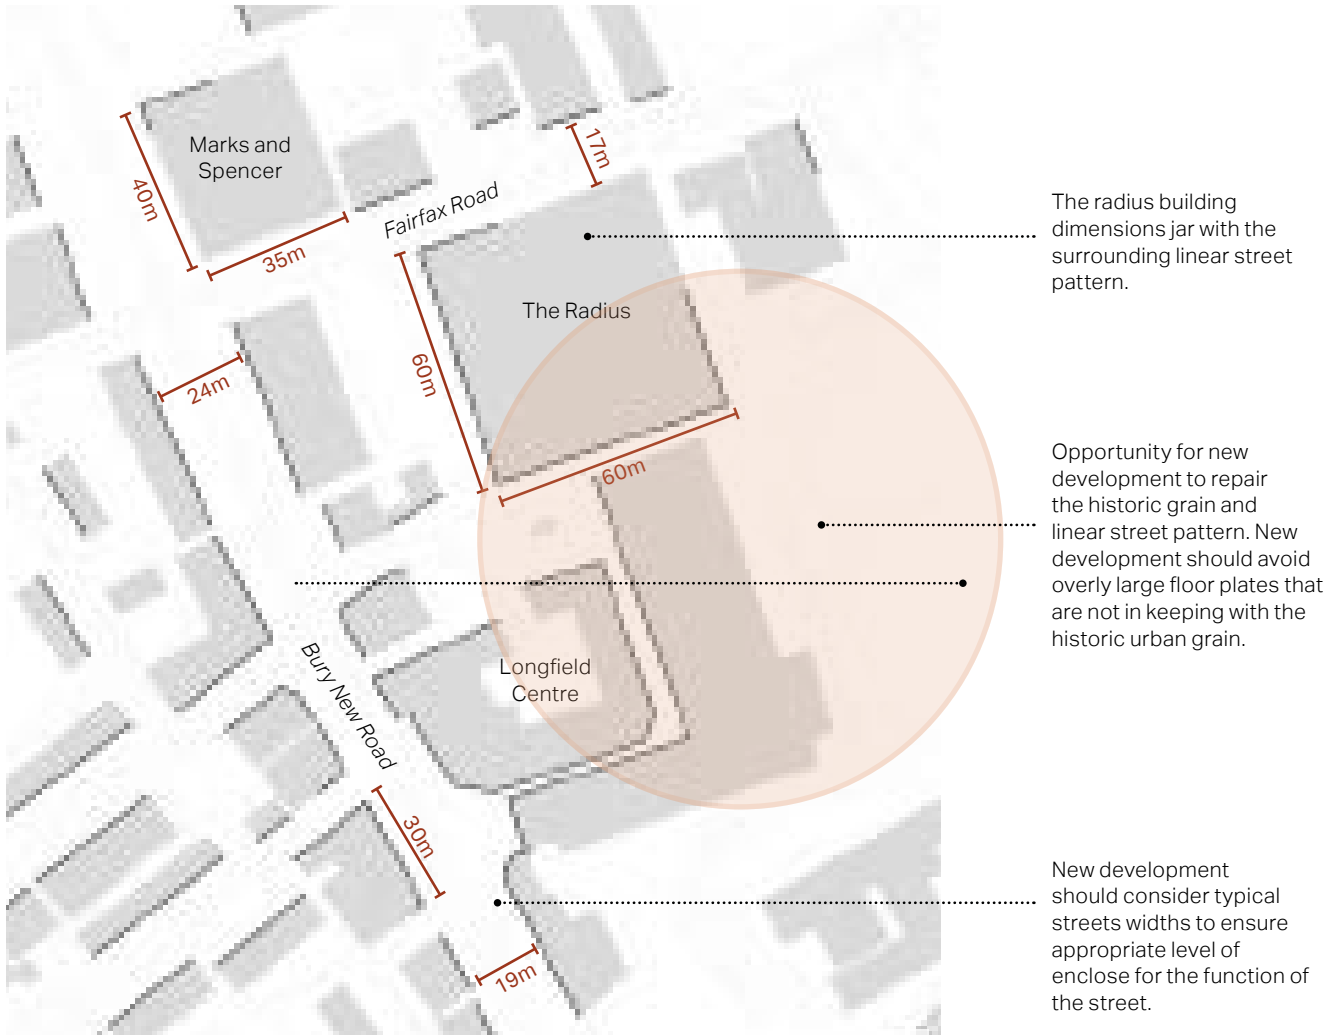 Marks and
Spencer
40m
35m
Fairfax Road
17m
The radius building
dimensions jar with the
surrounding linear street
pattern.
The Radius
60m
24m
60m
Opportunity for new
development to repair
the historic grain and
linear street pattern. New
development should avoid
overly large floor plates that
are not in keeping with the
historic urban grain.
Longfield
Centre
Bury New Road
30m
New development
should consider typical
streets widths to ensure
appropriate level of
enclose for the function of
the street.
19m